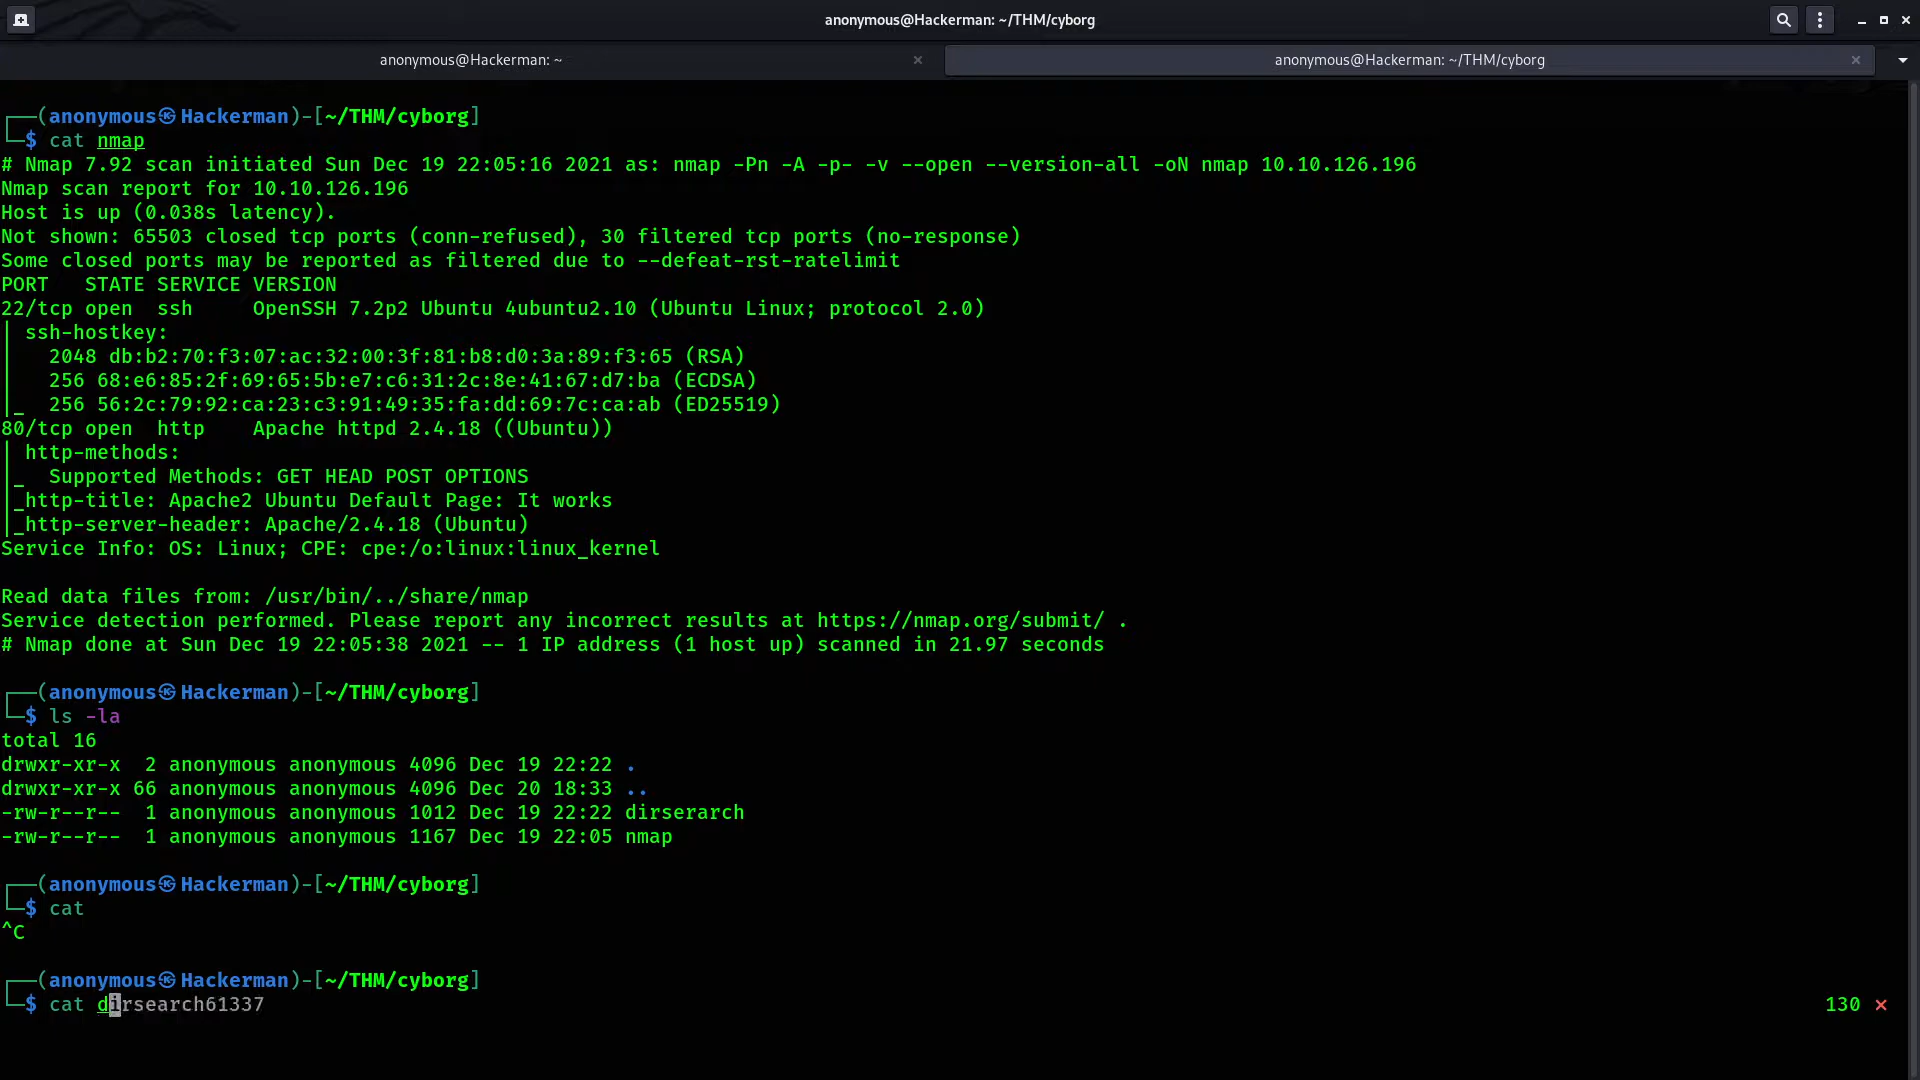 anonymous@Hackerman: ~/THM/cyborg
anonymous@Hackerman: ~
anonymous@Hackerman: ~/THM/cyborg
┌──(anonymous㉿Hackerman)-[~/THM/cyborg]
└─$ cat nmap
# Nmap 7.92 scan initiated Sun Dec 19 22:05:16 2021 as: nmap -Pn -A -p- -v --open --version-all -oN nmap 10.10.126.196
Nmap scan report for 10.10.126.196
Host is up (0.038s latency).
Not shown: 65503 closed tcp ports (conn-refused), 30 filtered tcp ports (no-response)
Some closed ports may be reported as filtered due to --defeat-rst-ratelimit
PORT   STATE SERVICE VERSION
22/tcp open  ssh     OpenSSH 7.2p2 Ubuntu 4ubuntu2.10 (Ubuntu Linux; protocol 2.0)
| ssh-hostkey:
|   2048 db:b2:70:f3:07:ac:32:00:3f:81:b8:d0:3a:89:f3:65 (RSA)
|   256 68:e6:85:2f:69:65:5b:e7:c6:31:2c:8e:41:67:d7:ba (ECDSA)
|_  256 56:2c:79:92:ca:23:c3:91:49:35:fa:dd:69:7c:ca:ab (ED25519)
80/tcp open  http    Apache httpd 2.4.18 ((Ubuntu))
| http-methods:
|_  Supported Methods: GET HEAD POST OPTIONS
|_http-title: Apache2 Ubuntu Default Page: It works
|_http-server-header: Apache/2.4.18 (Ubuntu)
Service Info: OS: Linux; CPE: cpe:/o:linux:linux_kernel
Read data files from: /usr/bin/../share/nmap
Service detection performed. Please report any incorrect results at https://nmap.org/submit/ .
# Nmap done at Sun Dec 19 22:05:38 2021 -- 1 IP address (1 host up) scanned in 21.97 seconds
┌──(anonymous㉿Hackerman)-[~/THM/cyborg]
└─$ ls -la
total 16
drwxr-xr-x  2 anonymous anonymous 4096 Dec 19 22:22 .
drwxr-xr-x 66 anonymous anonymous 4096 Dec 20 18:33 ..
-rw-r--r--  1 anonymous anonymous 1012 Dec 19 22:22 dirserarch
-rw-r--r--  1 anonymous anonymous 1167 Dec 19 22:05 nmap
┌──(anonymous㉿Hackerman)-[~/THM/cyborg]
└─$ cat
^C
┌──(anonymous㉿Hackerman)-[~/THM/cyborg]
└─$ cat dirsearch61337 130 ⨯